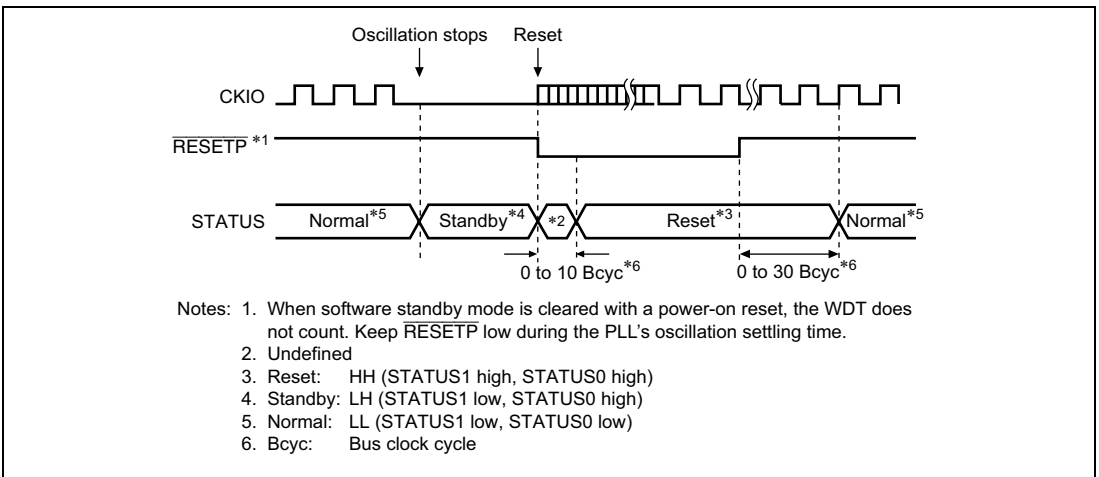 Oscillation stops Reset
CKIO
RESETP *1
STATUS Normal*5 Standby*4 *2 Reset*3 Normal*5
0 to 10 Bcyc*6 0 to 30 Bcyc*6
Notes: 1. When software standby mode is cleared with a power-on reset, the WDT does
not count. Keep RESETP low during the PLL's oscillation settling time.
2. Undefined
3. Reset: HH (STATUS1 high, STATUS0 high)
4. Standby: LH (STATUS1 low, STATUS0 high)
5. Normal: LL (STATUS1 low, STATUS0 low)
6. Bcyc: Bus clock cycle